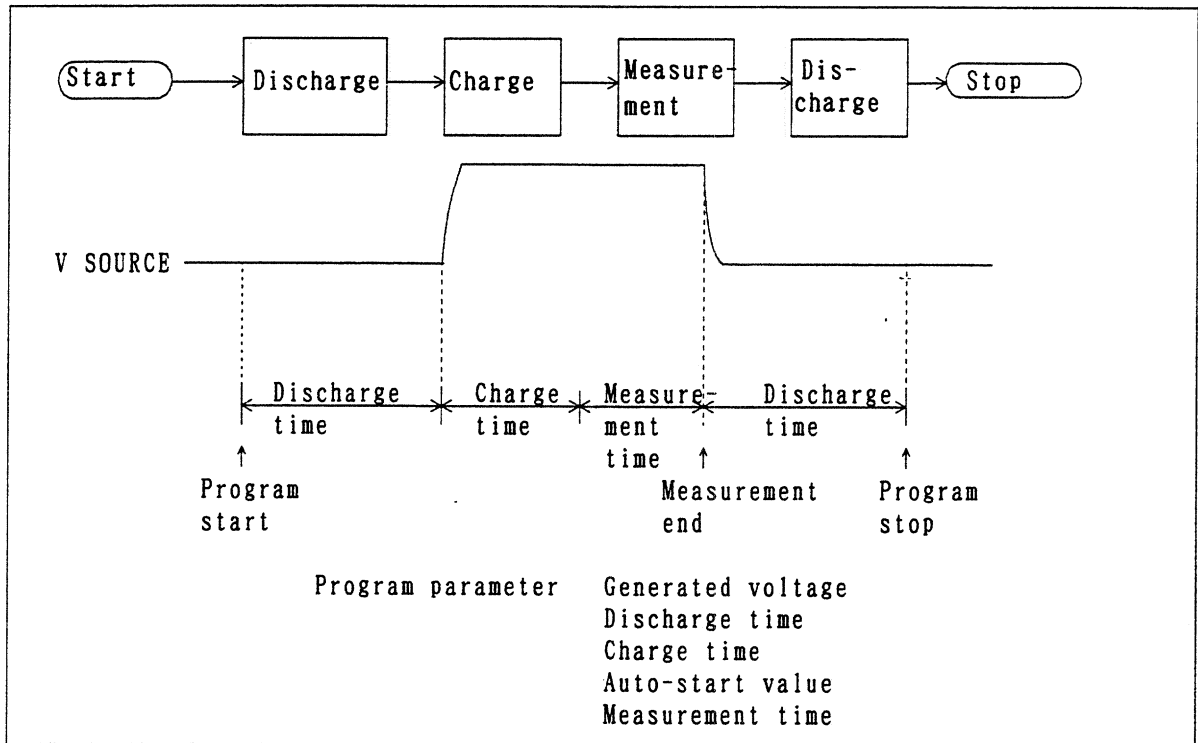 Start
Discharge
Charge
Measure-
ment
Dis-
charge
Stop
V SOURCE
Discharge
time
Charge
time
Measure-
ment
time
Discharge
time
Program
start
Measurement
end
Program
stop
Program parameter
Generated voltage
Discharge time
Charge time
Auto-start value
Measurement time